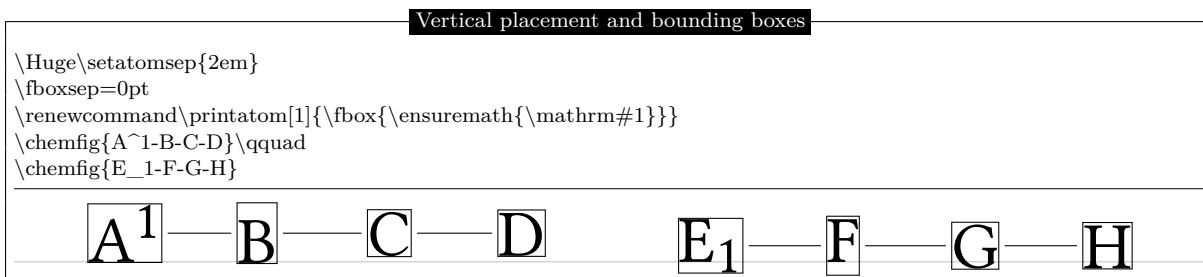 Vertical placement and bounding boxes
\Huge\setatomsep{2em}
\fboxsep=0pt
\renewcommand\printatom[1]{\fbox{\ensuremath{\mathrm#1}}}
\chemfig{A^1-B-C-D}\qquad
\chemfig{E_1-F-G-H}
A¹ B C D E₁ F G H